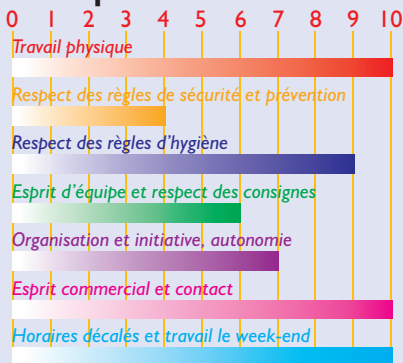 0 1 2 3 4 5 6 7 8 9 10
Travail physique
Respect des règles de sécurité et prévention
Respect des règles d'hygiène
Esprit d'équipe et respect des consignes
Organisation et initiative, autonomie
Esprit commercial et contact
Horaires décalés et travail le week-end